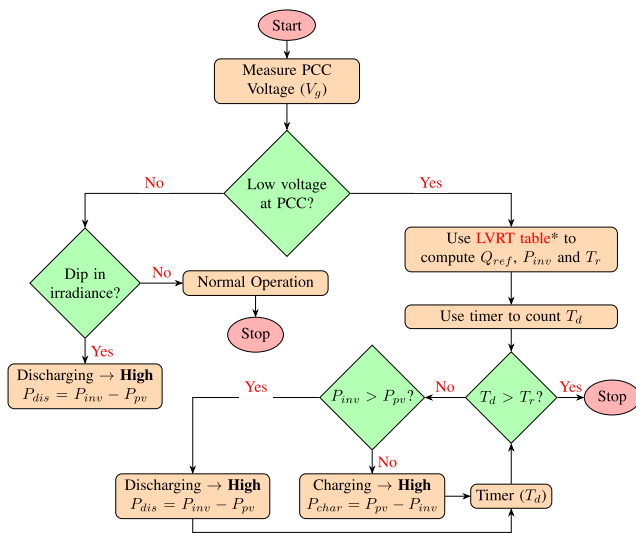 Start
Measure PCC
Voltage (V_g)
Low voltage
at PCC?
No
Yes
Use LVRT table* to
compute Q_ref, P_inv and T_r
Dip in
irradiance?
No
Normal Operation
Use timer to count T_d
Stop
Yes
Discharging → High
P_dis = P_inv − P_pv
Yes
P_inv > P_pv?
No
T_d > T_r?
Yes
Stop
No
Discharging → High
P_dis = P_inv − P_pv
Charging → High
P_char = P_pv − P_inv
Timer (T_d)